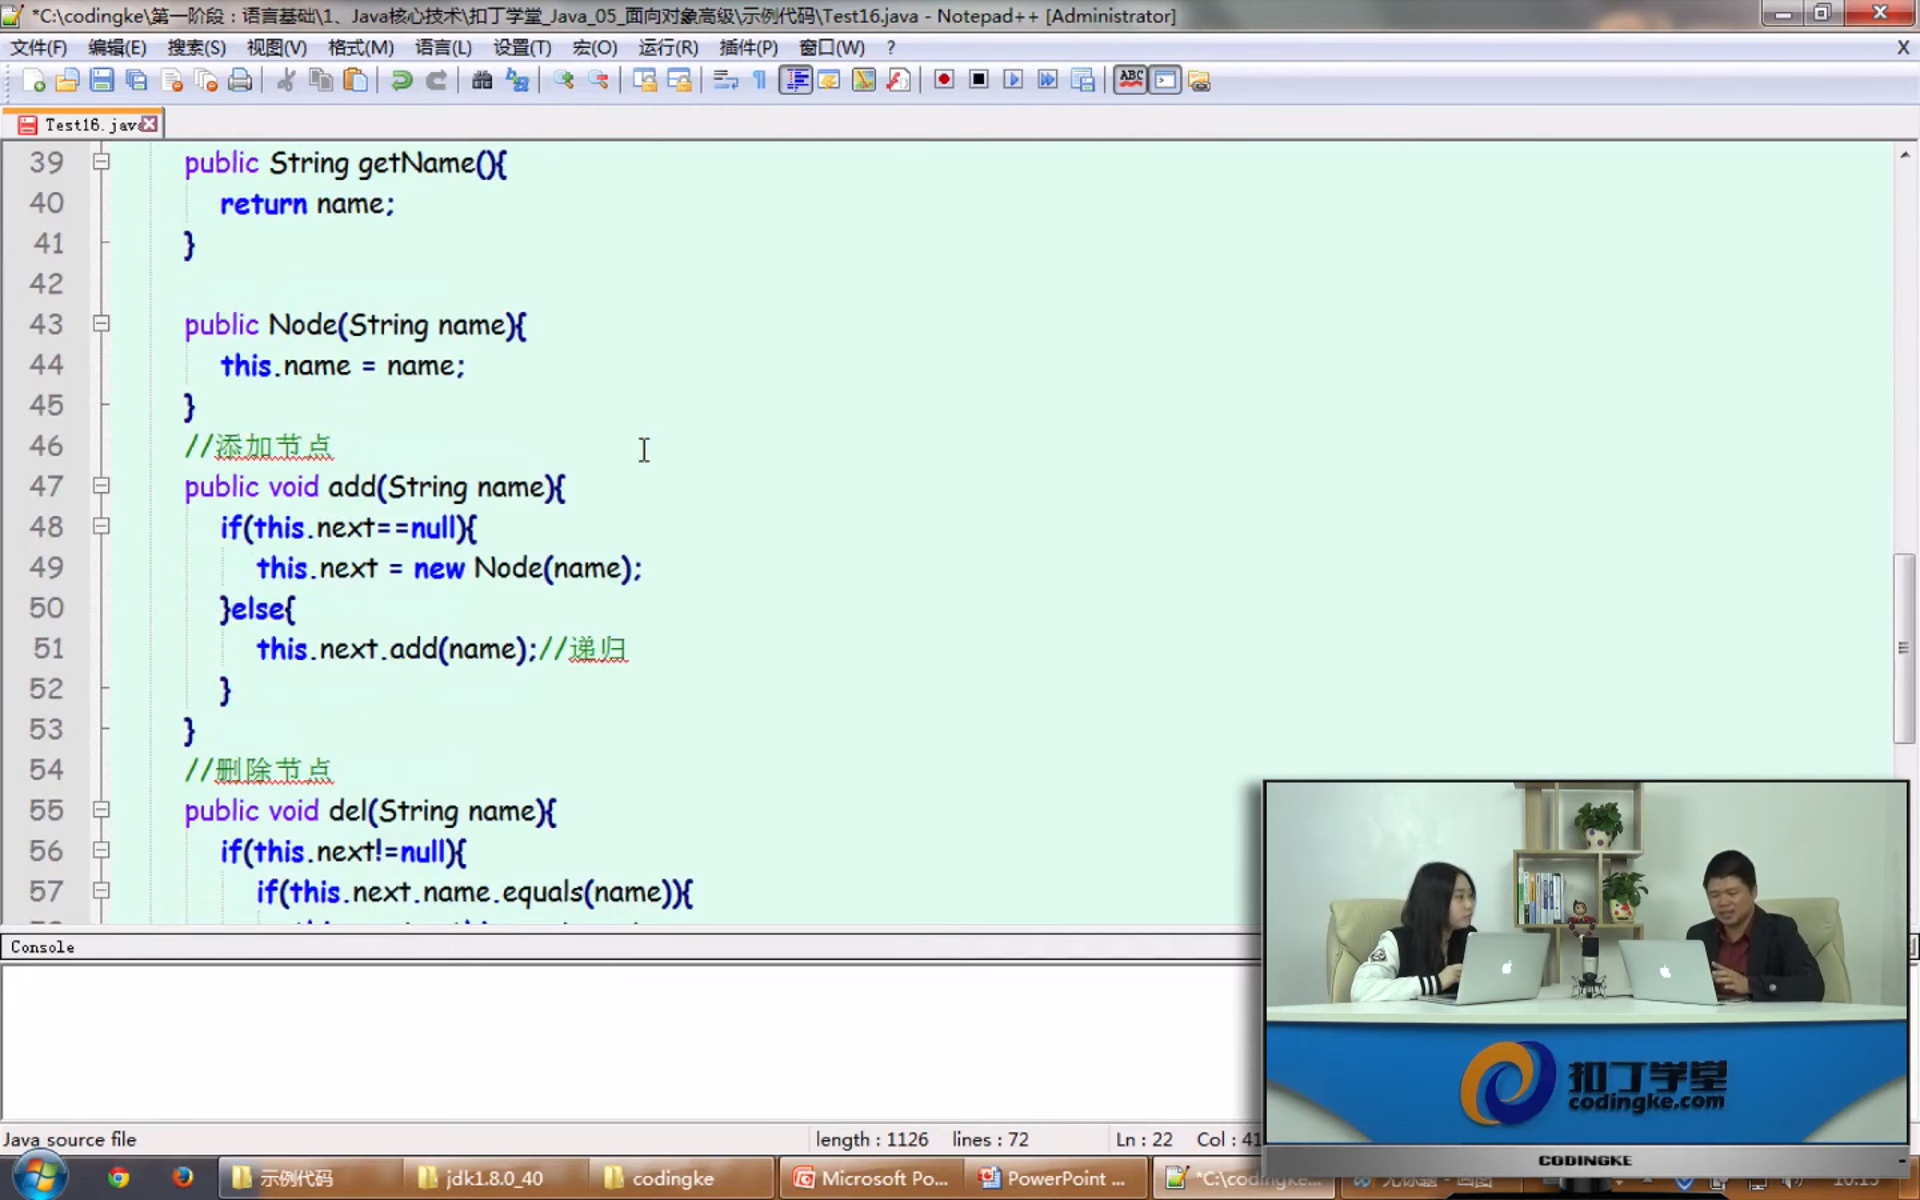 *C:\codingke\第一阶段：语言基础\1、Java核心技术\扣丁学堂_Java_05_面向对象高级\示例代码\Test16.java - Notepad++ [Administrator]
文件(F) 编辑(E) 搜索(S) 视图(V) 格式(M) 语言(L) 设置(T) 宏(O) 运行(R) 插件(P) 窗口(W) ? X
ABC
Test16.java
39 public String getName(){
40 return name;
41 }
42
43 public Node(String name){
44 this.name = name;
45 }
46 //添加节点
47 public void add(String name){
48 if(this.next==null){
49 this.next = new Node(name);
50 }else{
51 this.next.add(name);//递归
52 }
53 }
54 //删除节点
55 public void del(String name){
56 if(this.next!=null){
57 if(this.next.name.equals(name)){
Console
扣丁学堂
codingke.com
CODINGKE
Java source file length : 1126 lines : 72 Ln : 22 Col : 41
示例代码 jdk1.8.0_40 codingke Microsoft Po... PowerPoint ... *C:\codingke...